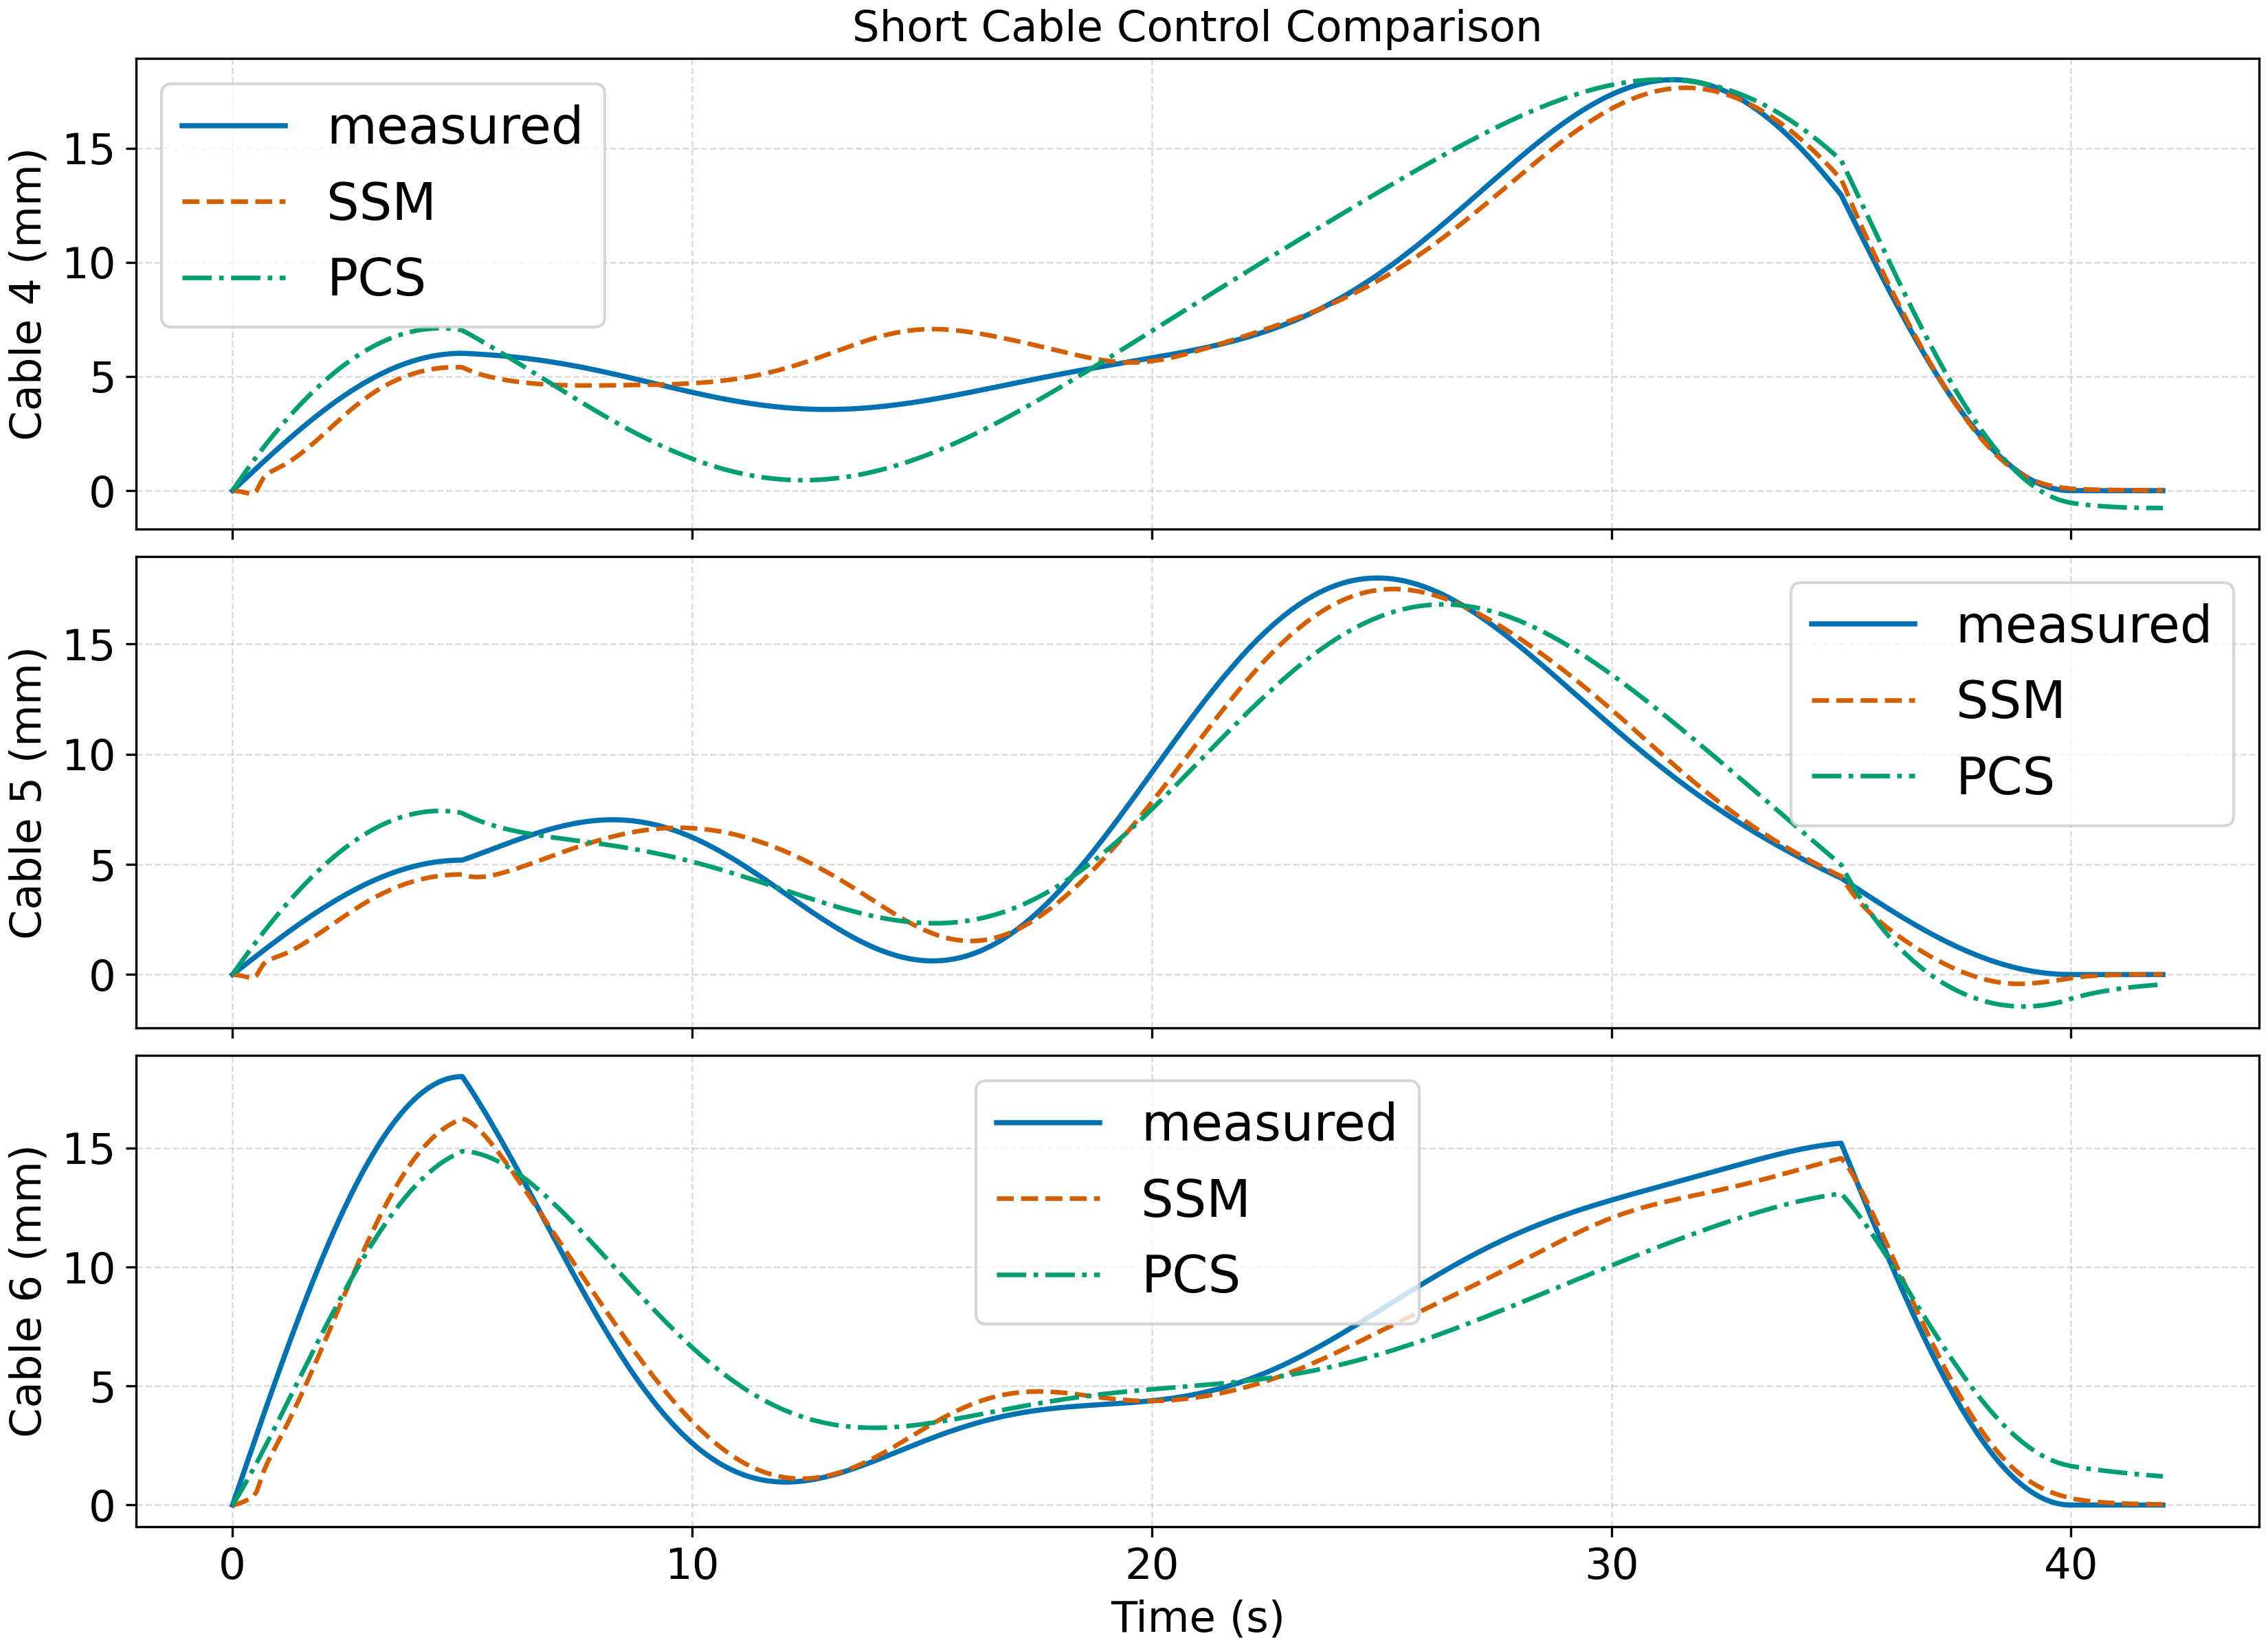 Short Cable Control Comparison
Cable 4 (mm)
15
10
5
0
measured
SSM
PCS
Cable 5 (mm)
15
10
5
0
measured
SSM
PCS
Cable 6 (mm)
15
10
5
0
measured
SSM
PCS
0 10 20 30 40
Time (s)